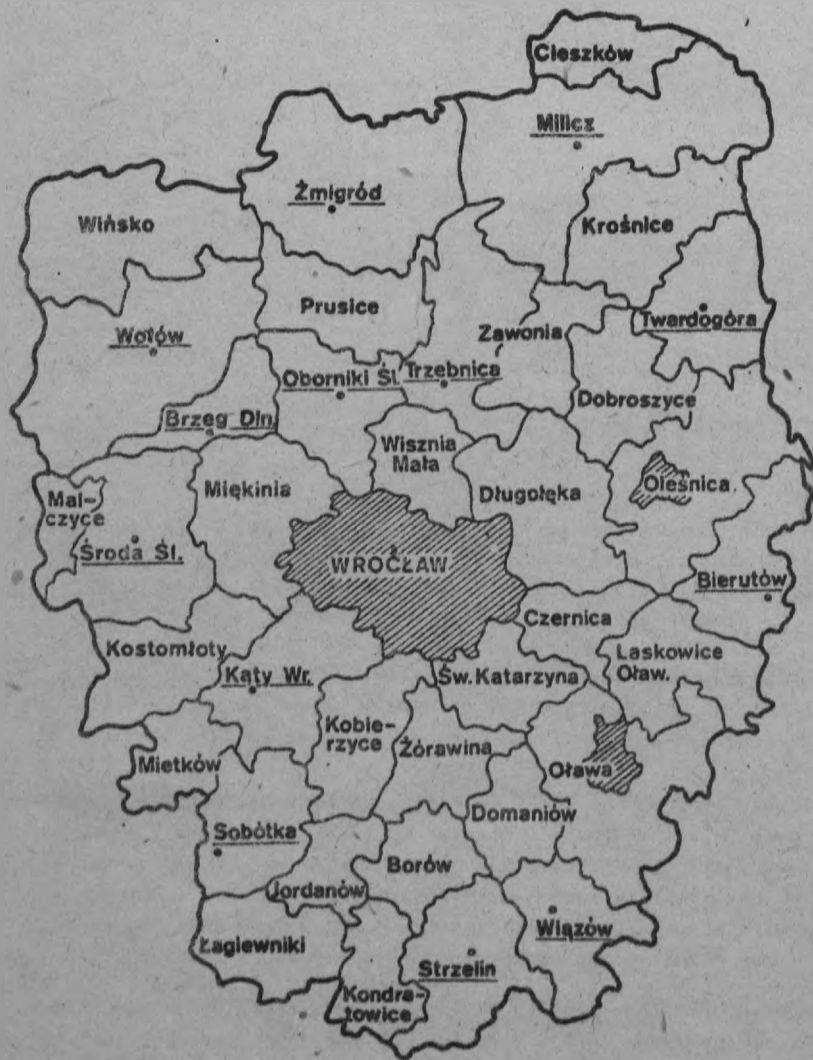 Cieszków
Milicz
Żmigród
Krośnice
Wińsko
Prusice
Twardogóra
Zawonia
Wołów
Oborniki Śl.
Trzebnica
Dobroszyce
Brzeg Dln.
Wisznia
Mała
Miękinia
Długołęka
Oleśnica
Mal-
czyce
Środa Śl.
WROCŁAW
Bierutów
Czernica
Kostomłoty
Laskowice
Oław.
Kąty Wr.
Św. Katarzyna
Kobie-
rzyce
Żórawina
Mietków
Oława
Domaniów
Sobótka
Borów
Jordanów
Wiązów
Łagiewniki
Strzelin
Kondra-
towice